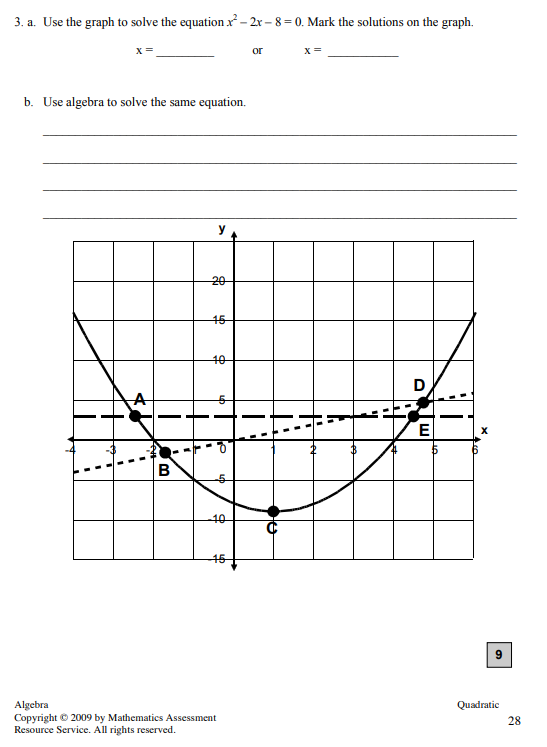 3. a. Use the graph to solve the equation x² – 2x – 8 = 0. Mark the solutions on the graph.
x = _________ or x = ___________
b. Use algebra to solve the same equation.
y
20
15
10
D
A 5
E x
-4 -3 -2 -1 0 1 2 3 4 5 6
B -5
-10 C
-15
9
Algebra Quadratic
Copyright © 2009 by Mathematics Assessment 28
Resource Service. All rights reserved.